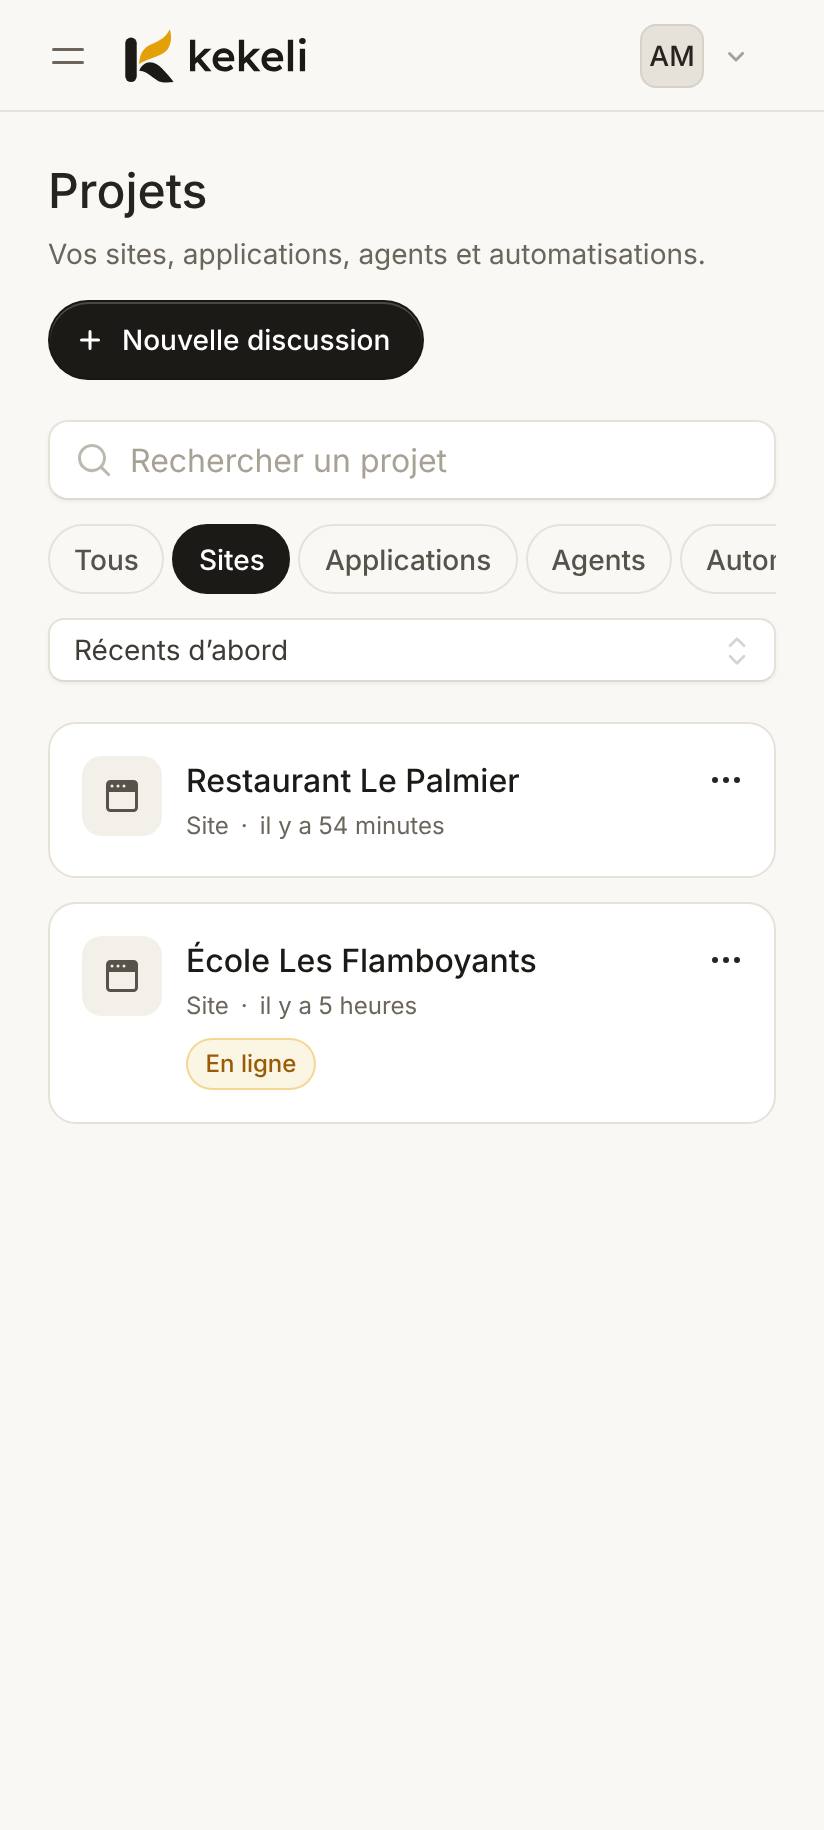 kekeli
AM
Projets
Vos sites, applications, agents et automatisations.
+ Nouvelle discussion
Rechercher un projet
Tous
Sites
Applications
Agents
Récents d’abord
Restaurant Le Palmier
Site · il y a 54 minutes
École Les Flamboyants
Site · il y a 5 heures
En ligne